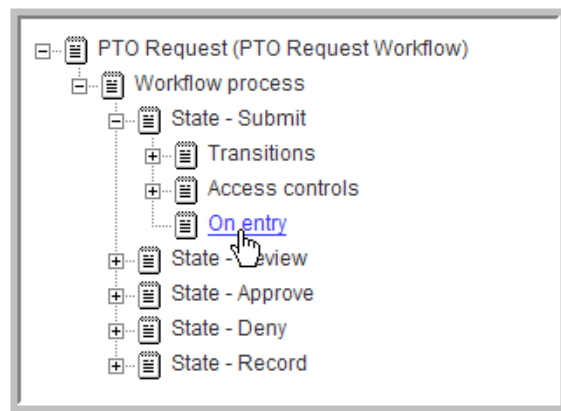 PTO Request (PTO Request Workflow)
Workflow process
State - Submit
Transitions
Access controls
On entry
State - Review
State - Approve
State - Deny
State - Record